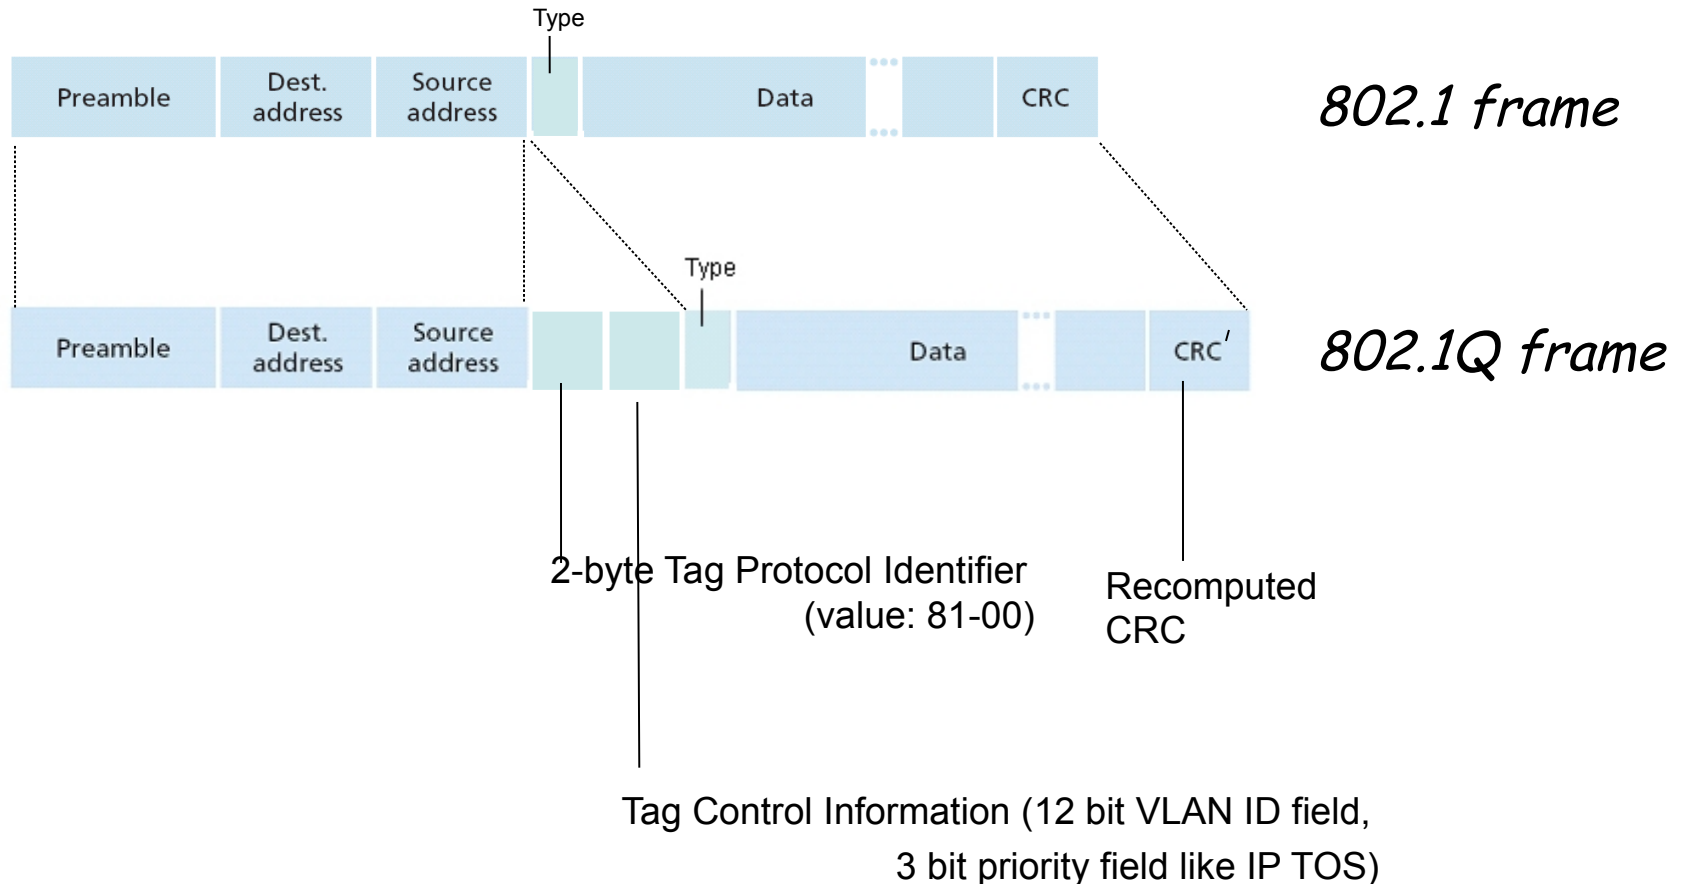 Type
Preamble
Dest.
address
Source
address
Data
CRC
802.1 frame
Type
Preamble
Dest.
address
Source
address
Data
CRC'
802.1Q frame
2-byte Tag Protocol Identifier
(value: 81-00)
Recomputed
CRC
Tag Control Information (12 bit VLAN ID field,
3 bit priority field like IP TOS)